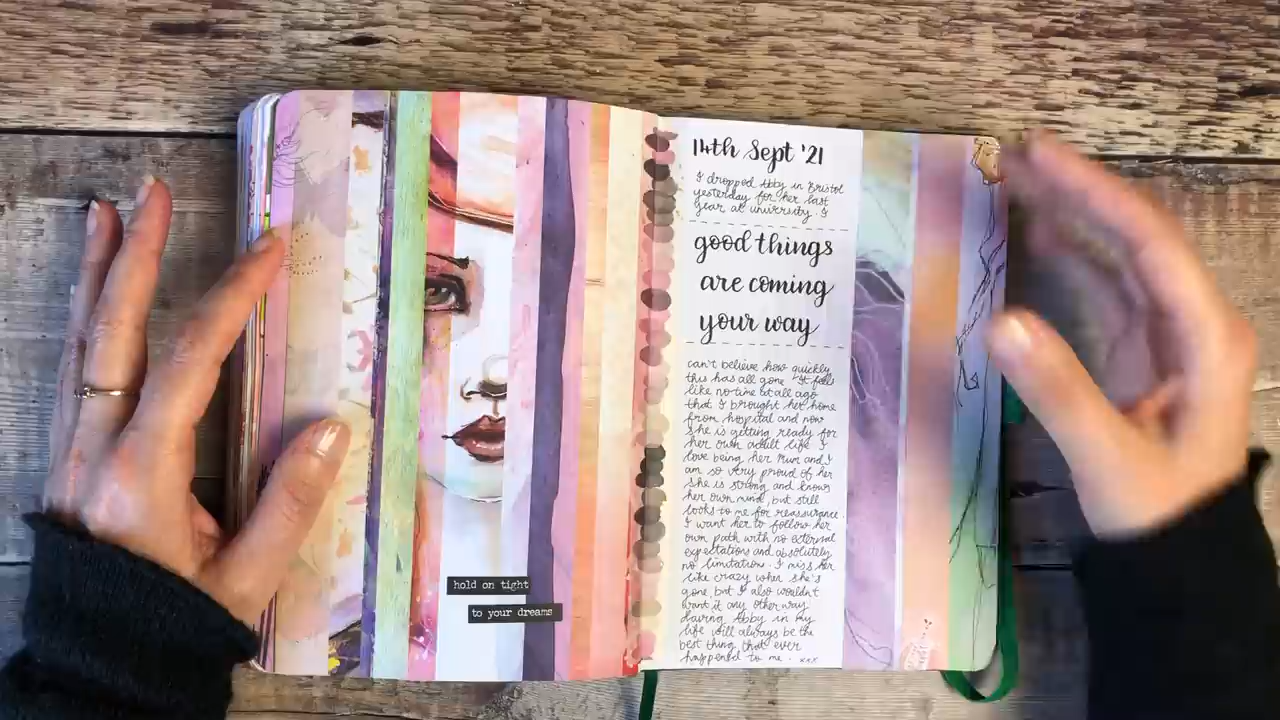 hold on tight
to your dreams
14th Sept '21
I dropped Abby in Bristol
yesterday for her last
year at university. I
good things
are coming
your way
can't believe how quickly
this has all gone. It feels
like no time at all ago
that I brought her home
from hospital and now
she is getting ready for
her own adult life. I
love being her Mum and I
am so very proud of her
she is strong and knows
her own mind, but still
looks to me for reassurance.
I want her to follow her
own path with no external
expectations and absolutely
no limitations. I miss her
like crazy when she's
gone, but I also wouldn't
want it any other way
having Abby in my
life will always be the
best thing that ever
happened to me. xxx